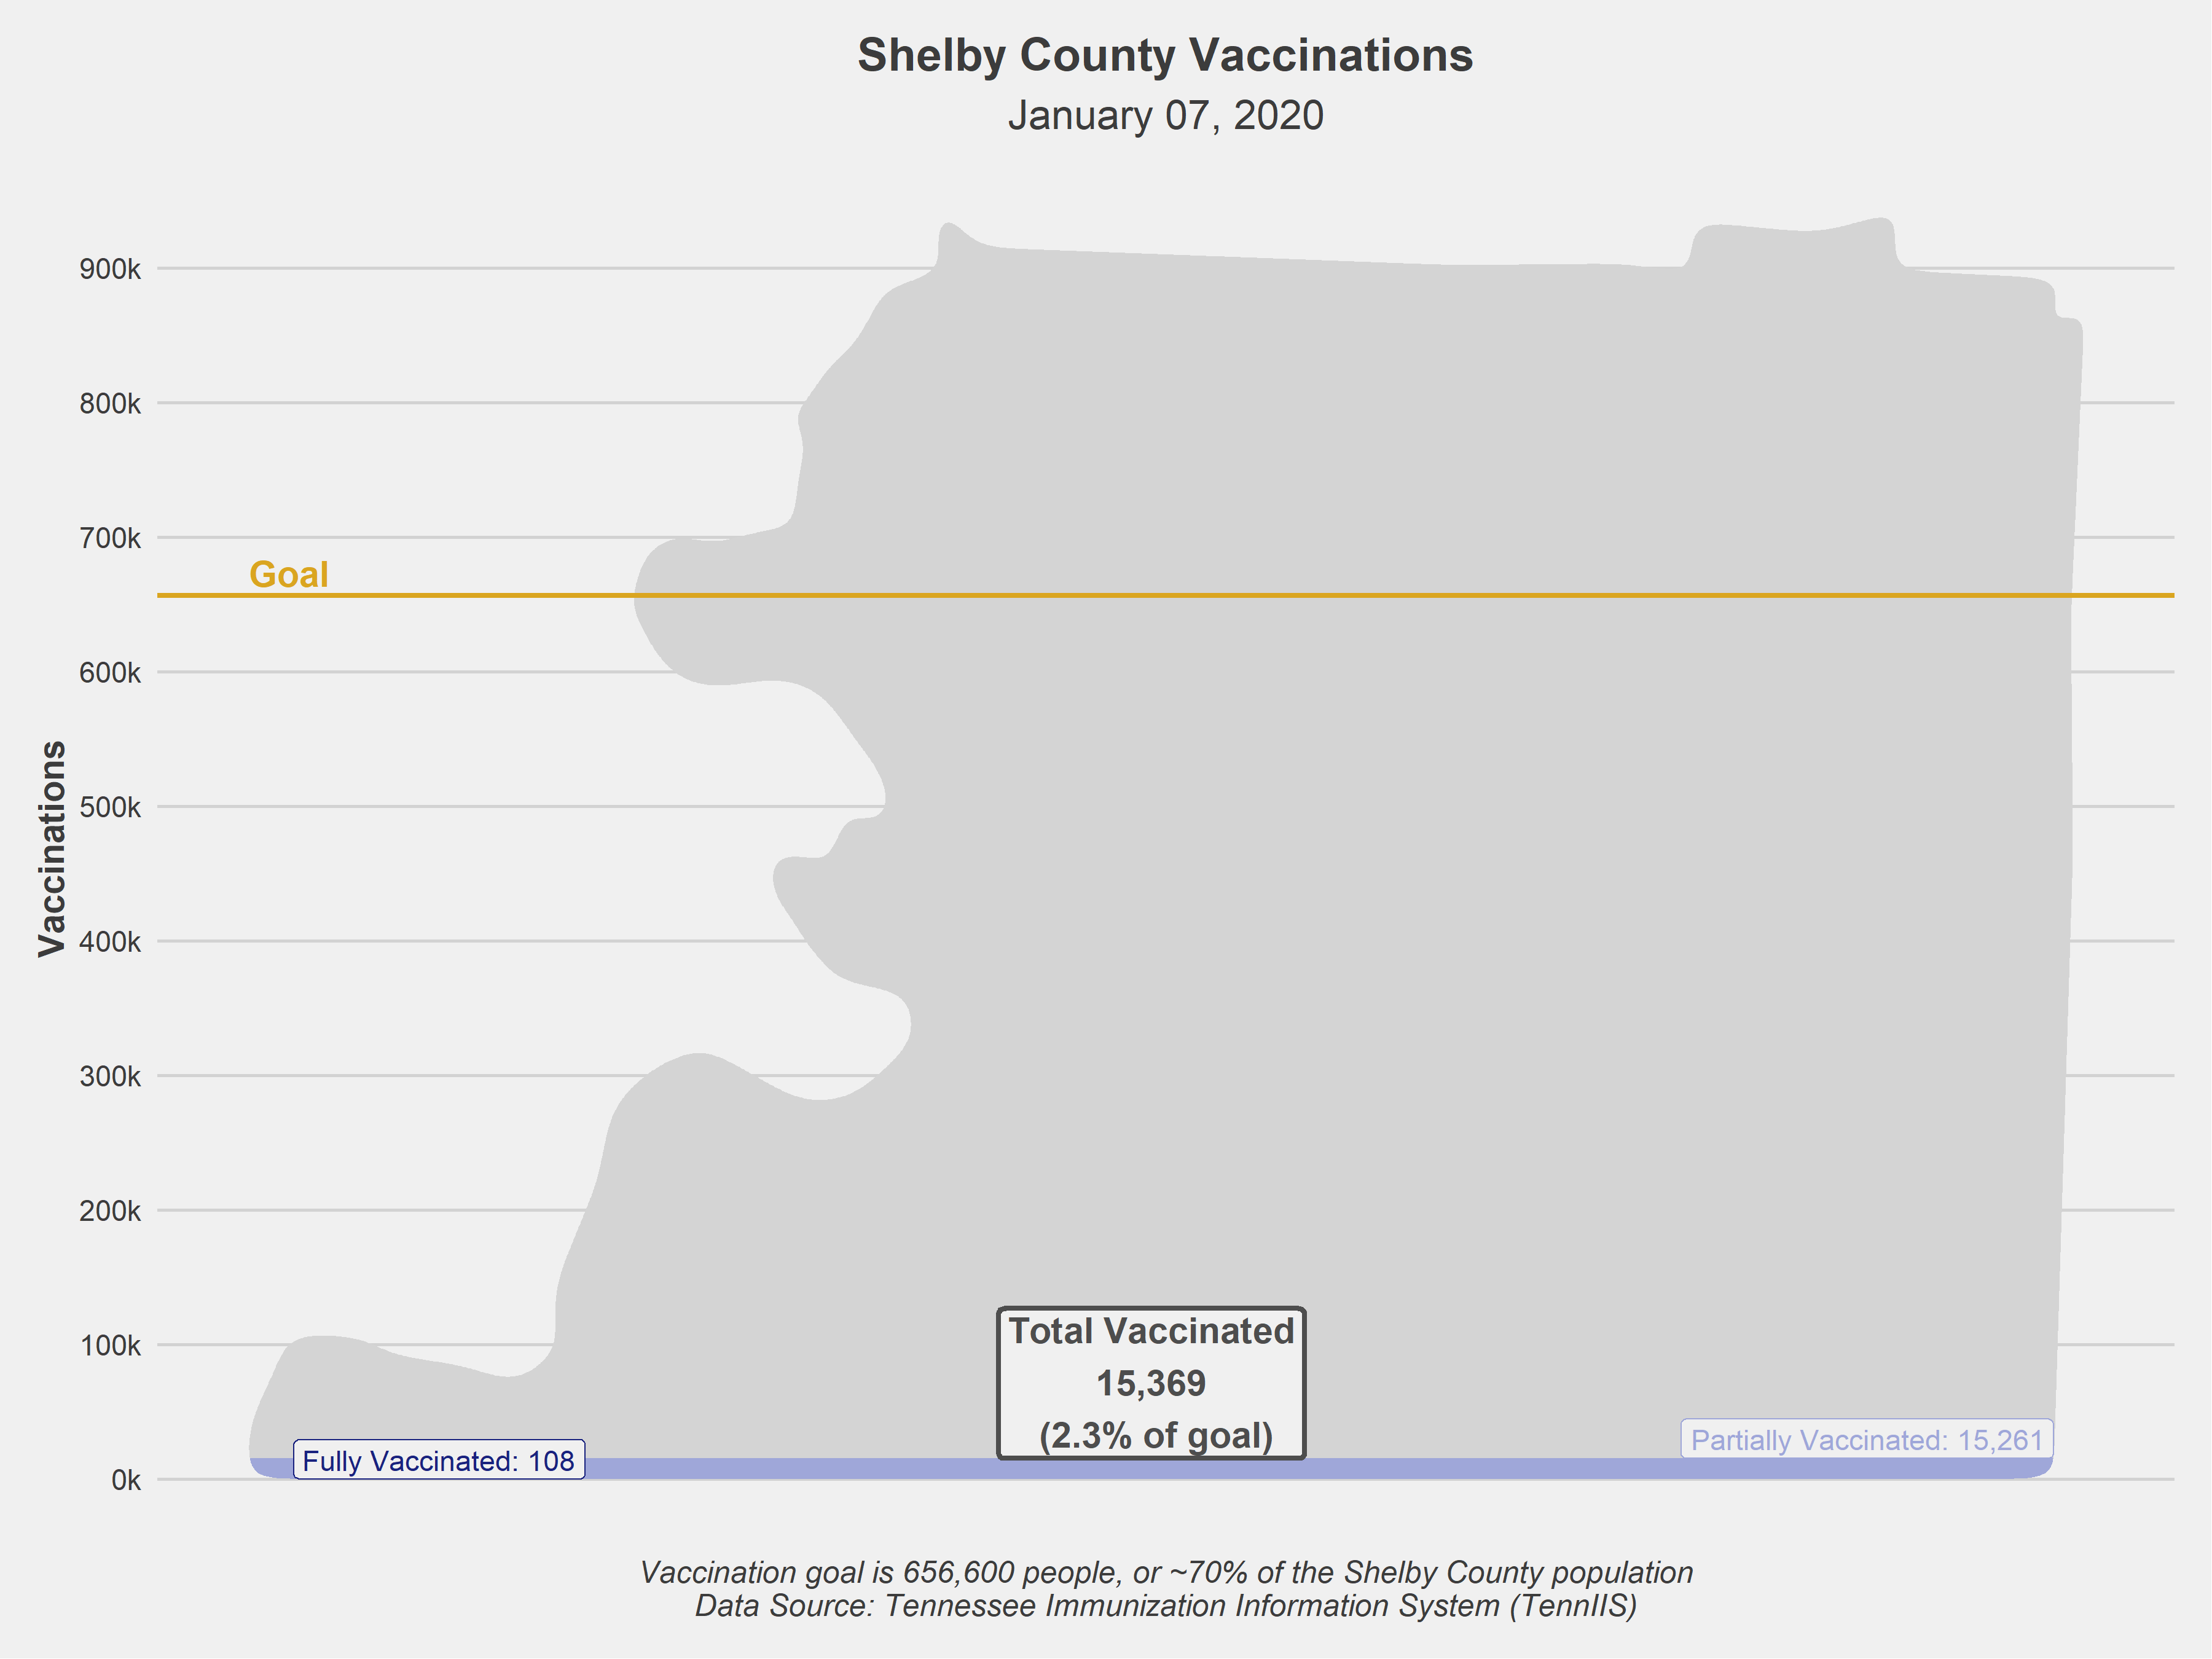 Shelby County Vaccinations
January 07, 2020
900k
800k
700k
Goal
600k
Vaccinations
500k
400k
300k
200k
100k
Total Vaccinated
15,369
(2.3% of goal)
Partially Vaccinated: 15,261
Fully Vaccinated: 108
0k
Vaccination goal is 656,600 people, or ~70% of the Shelby County population
Data Source: Tennessee Immunization Information System (TennIIS)